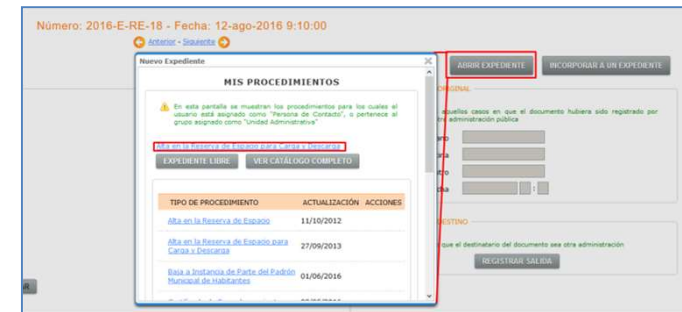 Número: 2016-E-RE-18 - Fecha: 12-ago-2016 9:10:00
Anterior - Siguiente
Nuevo Expediente
MIS PROCEDIMIENTOS
En esta pantalla se muestran los procedimientos para los cuales el
usuario está asignado como "Persona de Contacto", o pertenece al
grupo asignado como "Unidad Administrativa"
Alta en la Reserva de Espacio para Carga y Descarga
EXPEDIENTE LIBRE
VER CATÁLOGO COMPLETO
TIPO DE PROCEDIMIENTO ACTUALIZACIÓN ACCIONES
Alta en la Reserva de Espacio 11/10/2012
Alta en la Reserva de Espacio para
Carga y Descarga 27/09/2013
Baja a Instancia de Parte del Padrón
Municipal de Habitantes 01/06/2016
ABRIR EXPEDIENTE
INCORPORAR A UN EXPEDIENTE
ORIGINAL
aquellos casos en que el documento hubiera sido registrado por
tra administración pública
DESTINO
que el destinatario del documento sea otra administración
REGISTRAR SALIDA